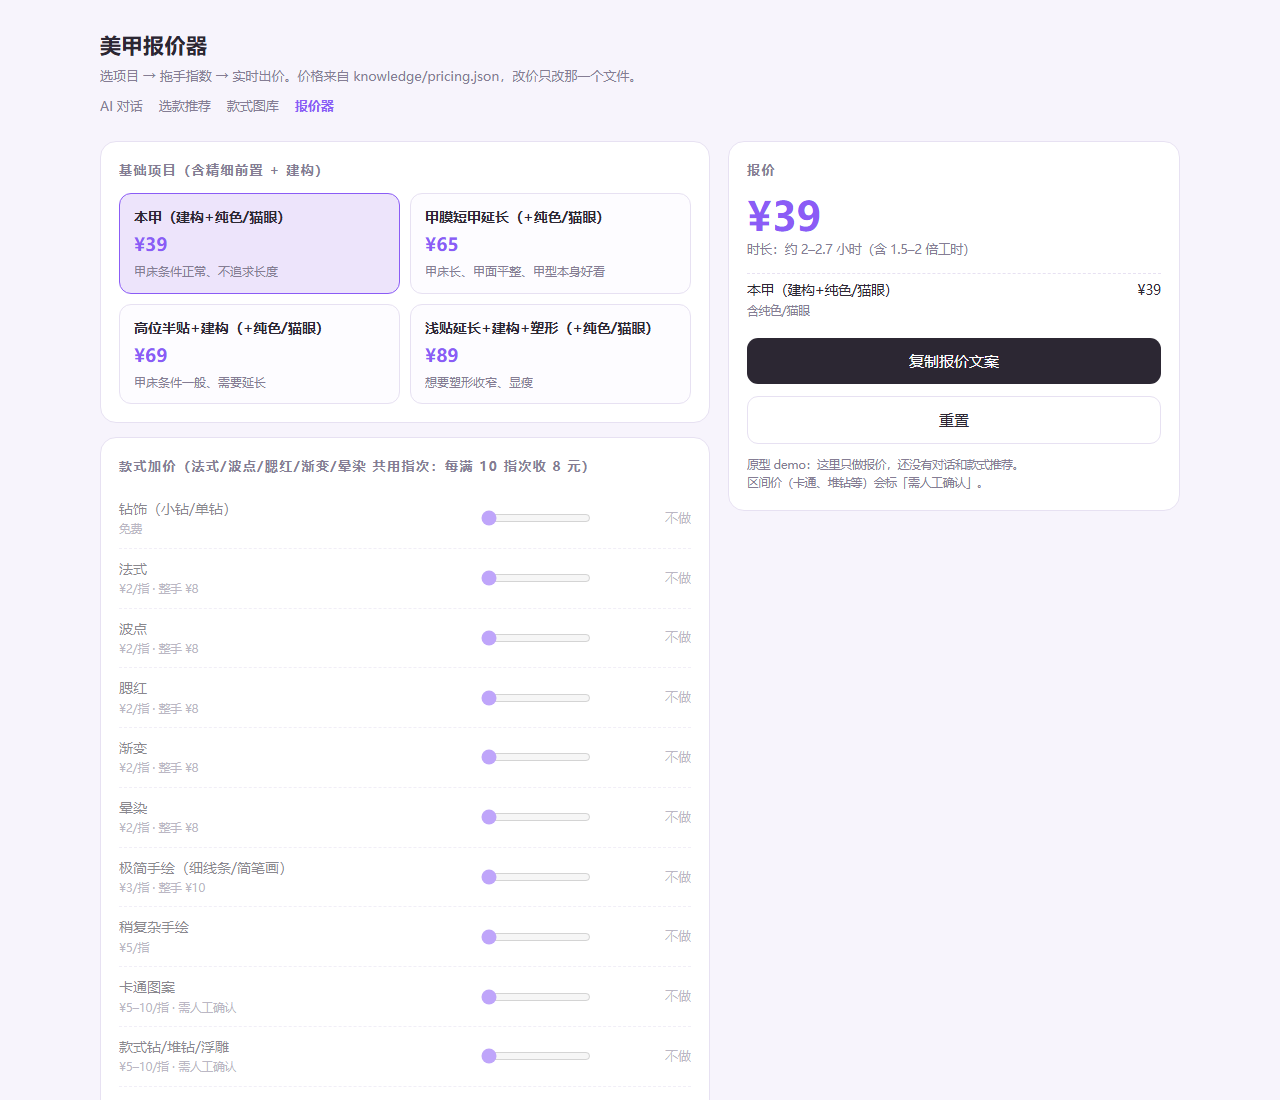 美甲报价器
选项目 → 拖手指数 → 实时出价。价格来自 knowledge/pricing.json，改价只改那一个文件。
AI 对话 选款推荐 款式图库 报价器
基础项目（含精细前置 + 建构）
本甲（建构+纯色/猫眼）
¥39
甲床条件正常、不追求长度
甲膜短甲延长（+纯色/猫眼）
¥65
甲床长、甲面平整、甲型本身好看
高位半贴+建构（+纯色/猫眼）
¥69
甲床条件一般、需要延长
浅贴延长+建构+塑形（+纯色/猫眼）
¥89
想要塑形收窄、显瘦
款式加价（法式/波点/腮红/渐变/晕染 共用指次：每满 10 指次收 8 元）
钻饰（小钻/单钻）
免费
不做
法式
¥2/指 · 整手 ¥8
不做
波点
¥2/指 · 整手 ¥8
不做
腮红
¥2/指 · 整手 ¥8
不做
渐变
¥2/指 · 整手 ¥8
不做
晕染
¥2/指 · 整手 ¥8
不做
极简手绘（细线条/简笔画）
¥3/指 · 整手 ¥10
不做
稍复杂手绘
¥5/指
不做
卡通图案
¥5–10/指 · 需人工确认
不做
款式钻/堆钻/浮雕
¥5–10/指 · 需人工确认
不做
报价
¥39
时长：约 2–2.7 小时（含 1.5–2 倍工时）
本甲（建构+纯色/猫眼） ¥39
含纯色/猫眼
复制报价文案
重置
原型 demo：这里只做报价，还没有对话和款式推荐。
区间价（卡通、堆钻等）会标「需人工确认」。